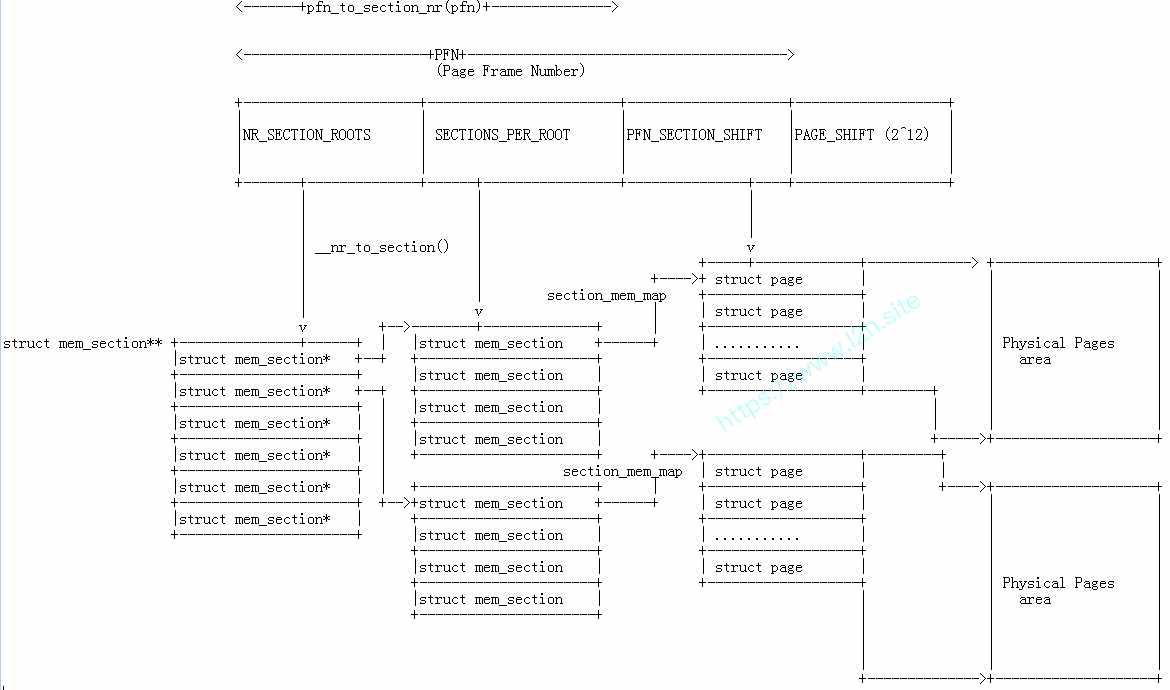 pfn_to_section_nr(pfn)
PFN
(Page Frame Number)
NR_SECTION_ROOTS SECTIONS_PER_ROOT PFN_SECTION_SHIFT PAGE_SHIFT (2^12)
__nr_to_section()
v
struct page
section_mem_map
struct page
v
v
struct mem_section** struct mem_section ........... Physical Pages
struct mem_section* area
struct mem_section struct page
struct mem_section*
struct mem_section
struct mem_section*
struct mem_section
struct mem_section*
section_mem_map struct page
struct mem_section*
struct mem_section struct page
struct mem_section*
struct mem_section ...........
struct mem_section struct page
Physical Pages
struct mem_section area
https://www.l2h.site